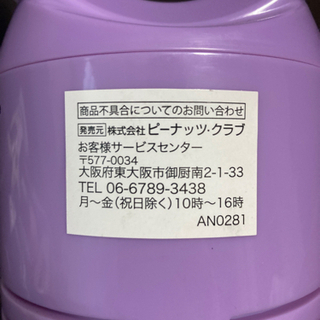 商品不具合についてのお問い合わせ
発売元 株式会社 ピーナッツ・クラブ
お客様サービスセンター
〒577-0034
大阪府東大阪市御厨南2-1-33
TEL 06-6789-3438
月〜金(祝日除く)10時〜16時
AN0281